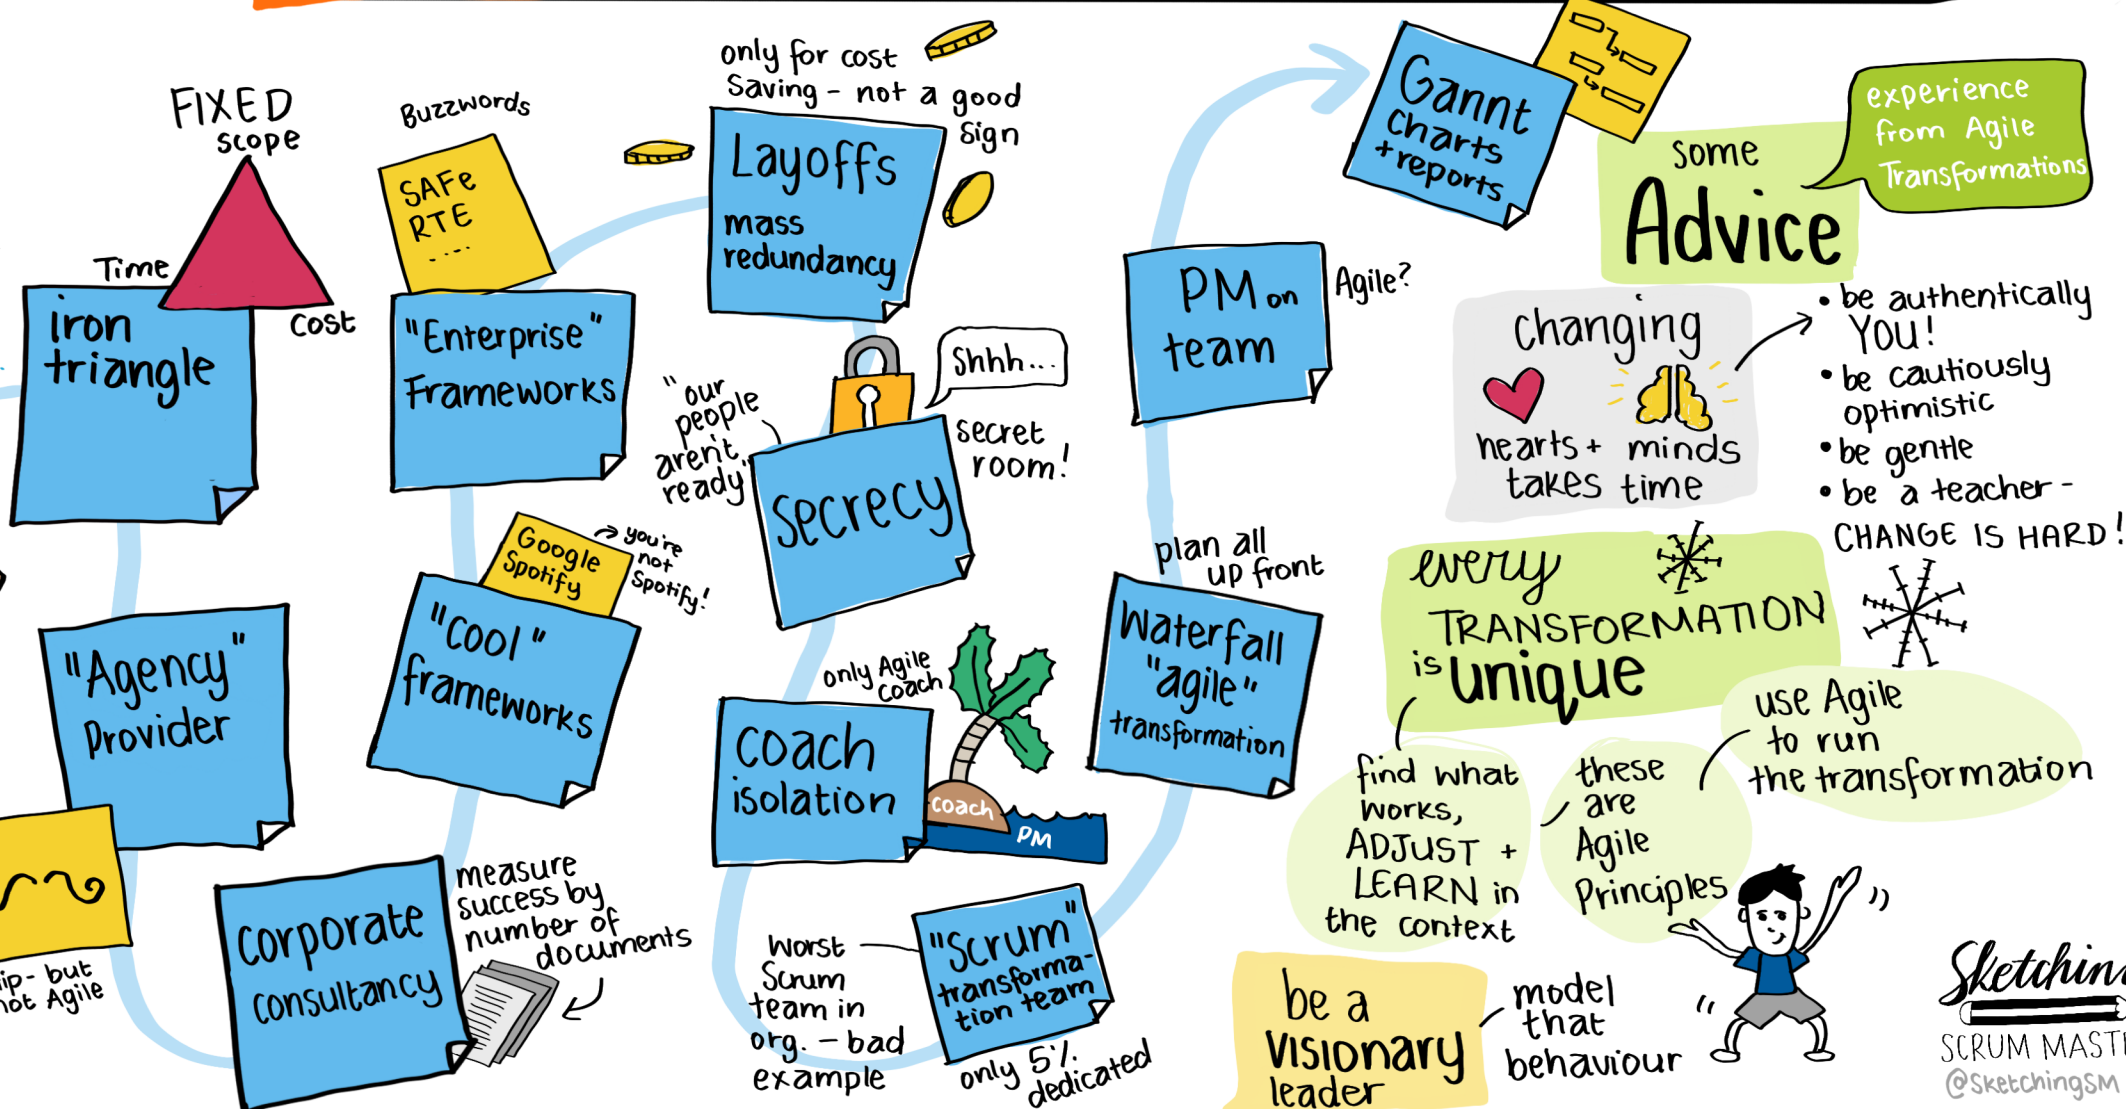 FIXED
scope
Time
cost
iron
triangle
"Agency"
Provider
ip - but
not Agile
corporate
consultancy
measure
success by
number of
documents
"Cool"
frameworks
Google
Spotify
you're
not
Spotify!
Buzzwords
SAFe
RTE
....
"Enterprise"
Frameworks
only for cost
Saving - not a good
sign
Layoffs
mass
redundancy
Shhh...
"our
people
aren't
ready"
secret
room!
secrecy
only Agile
coach
coach
isolation
coach
PM
Worst
Scrum
team in
org. - bad
example
"Scrum"
transforma-
tion team
only 5%
dedicated
plan all
up front
Waterfall
"agile"
transformation
PM on
team
Agile?
Gannt
Charts
+ reports
some
Advice
experience
from Agile
Transformations
changing
hearts + minds
takes time
• be authentically
YOU!
• be cautiously
optimistic
• be gentle
• be a teacher -
CHANGE IS HARD!
every
TRANSFORMATION
is unique
find what
works,
ADJUST +
LEARN in
the context
these
are
Agile
Principles
use Agile
to run
the transformation
be a
VISIONARY
leader
model
that
behaviour
SCRUM
@SketchingSM